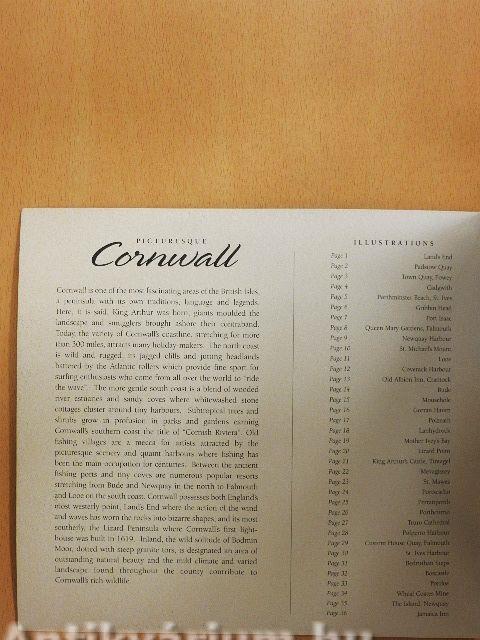 PICTURESQUE
Cornwall
Cornwall is one of the most fascinating areas of the British Isles,
a peninsula with its own traditions, language and legends.
Here, it is said, King Arthur was born, giants moulded the
landscape and smugglers brought ashore their contraband.
Today, the variety of Cornwall's coastline, stretching for more
than 300 miles, attracts many holiday-makers. The north coast
is wild and rugged, its jagged cliffs and jutting headlands
battered by the Atlantic rollers which provide fine sport for
surfing enthusiasts who come from all over the world to "ride
the wave". The more gentle south coast is a blend of wooded
river estuaries and sandy coves where whitewashed stone
cottages cluster around tiny harbours. Subtropical trees and
shrubs grow in profusion in parks and gardens earning
Cornwall's southern coast the title of "Cornish Riviera". Old
fishing villages are a mecca for artists attracted by the
picturesque scenery and quaint harbours where fishing has
been the main occupation for centuries. Between the ancient
fishing ports and tiny coves are numerous popular resorts
stretching from Bude and Newquay in the north to Falmouth
and Looe on the south coast. Cornwall possesses both England's
most westerly point, Lands End where the action of the wind
and waves has worn the rocks into bizarre shapes, and its most
southerly, the Lizard Peninsula where Cornwall's first light-
house was built in 1619. Inland, the wild solitude of Bodmin
Moor, dotted with steep granite tors, is designated an area of
outstanding natural beauty and the mild climate and varied
landscape found throughout the county contribute to
Cornwall's rich wildlife.
ILLUSTRATIONS
Page 1 Lands End
Page 2 Padstow Quay
Page 3 Town Quay, Fowey
Page 4 Cadgwith
Page 5 Porthminster Beach, St. Ives
Page 6 Gribbin Head
Page 7 Port Isaac
Page 8 Queen Mary Gardens, Falmouth
Page 9 Newquay Harbour
Page 10 St. Michael's Mount
Page 11 Looe
Page 12 Coverack Harbour
Page 13 Old Albion Inn, Crantock
Page 14 Bude
Page 15 Mousehole
Page 16 Gorran Haven
Page 17 Polzeath
Page 18 Lanhydrock
Page 19 Mother Ivey's Bay
Page 20 Lizard Point
Page 21 King Arthur's Castle, Tintagel
Page 22 Mevagissey
Page 23 St. Mawes
Page 24 Portscatho
Page 25 Perranporth
Page 26 Porthcurno
Page 27 Truro Cathedral
Page 28 Polperro Harbour
Page 29 Custom House Quay, Falmouth
Page 30 St. Ives Harbour
Page 31 Bedruthan Steps
Page 32 Boscastle
Page 33 Portloe
Page 34 Wheal Coates Mine
Page 35 The Island, Newquay
Page 36 Jamaica Inn